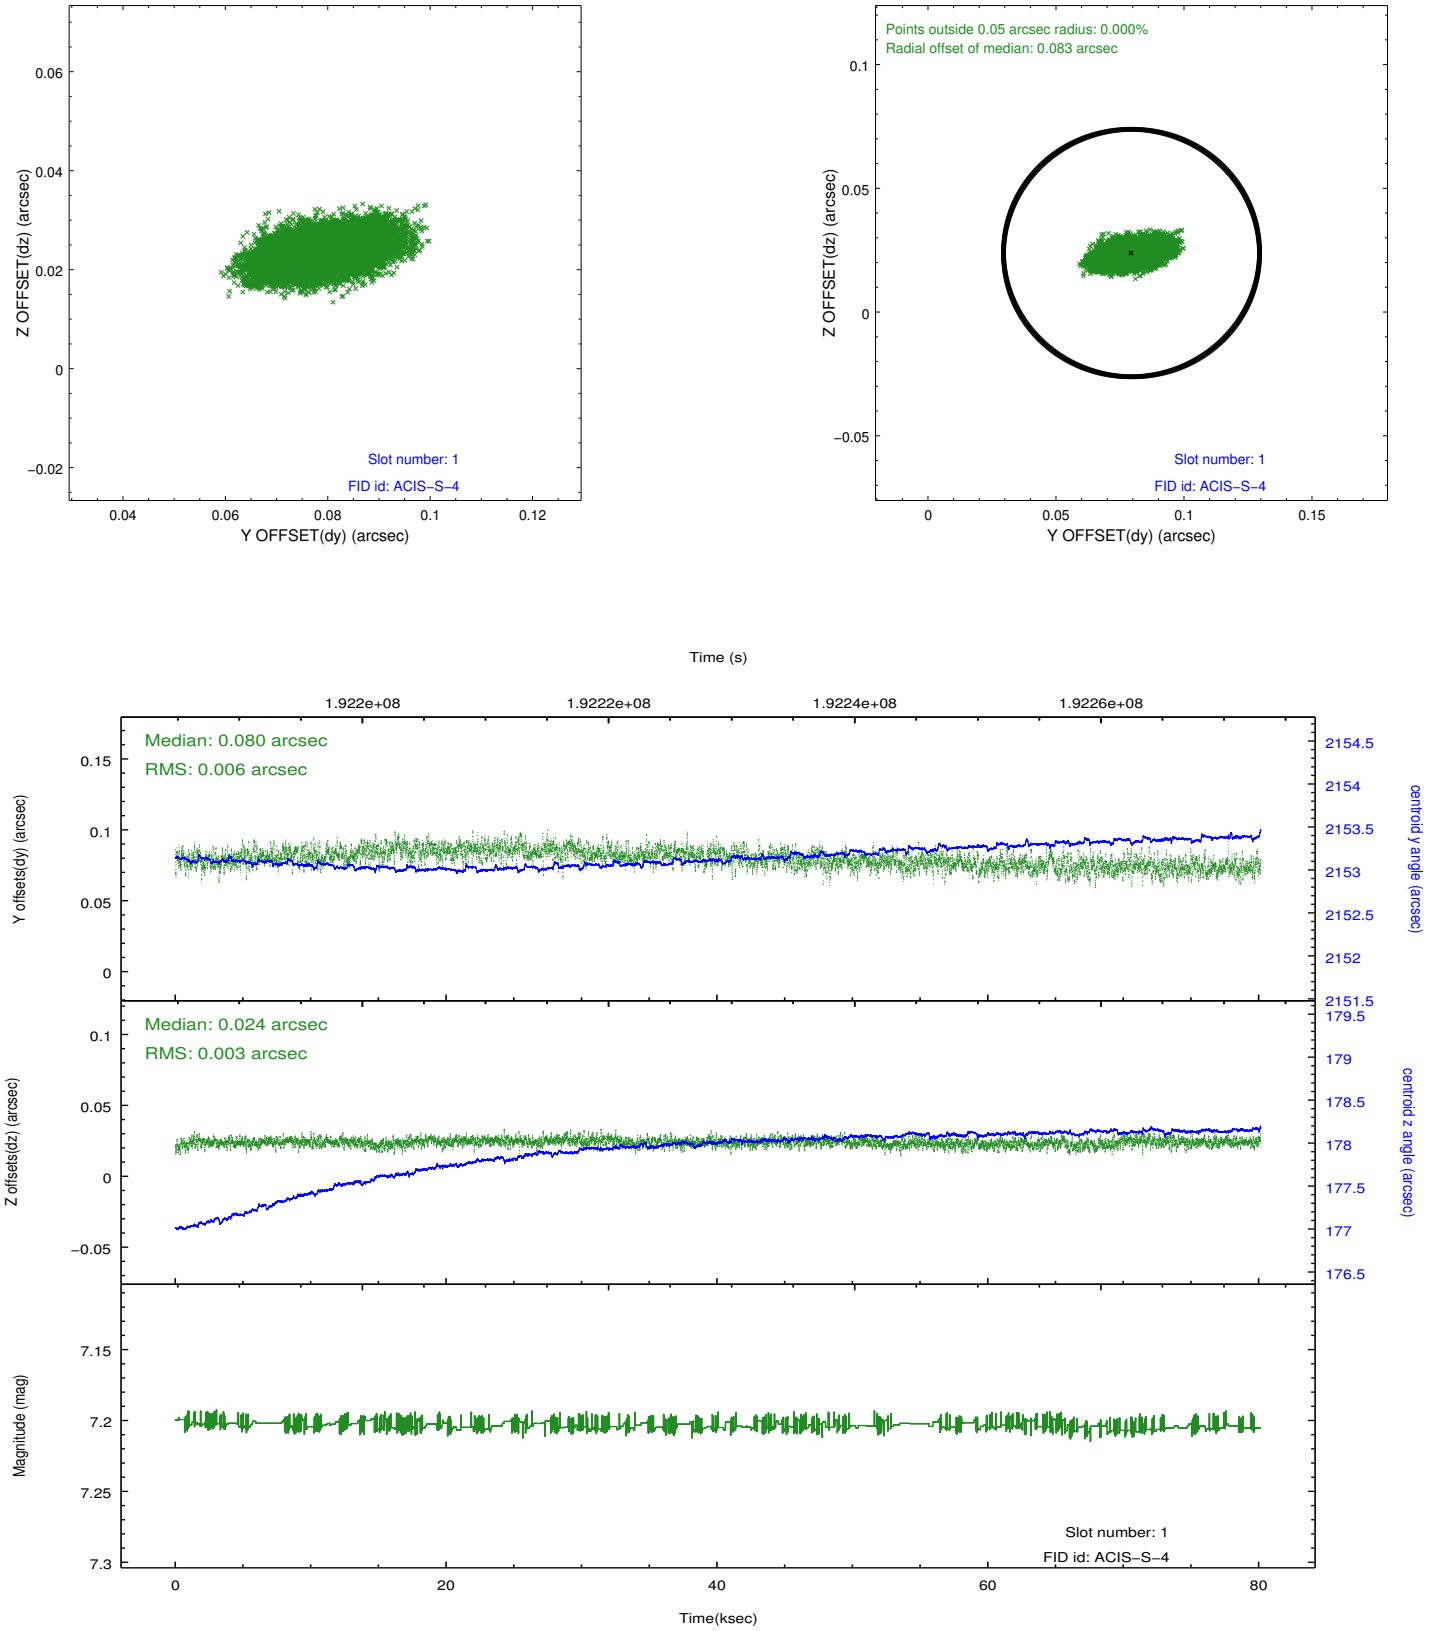 0.06
0.04
0.02
0
−0.02
Z OFFSET(dz) (arcsec)
Slot number: 1
FID id: ACIS−S−4
0.04 0.06 0.08 0.1 0.12
Y OFFSET(dy) (arcsec)
Points outside 0.05 arcsec radius: 0.000%
Radial offset of median: 0.083 arcsec
0.1
0.05
0
−0.05
Z OFFSET(dz) (arcsec)
Slot number: 1
FID id: ACIS−S−4
0 0.05 0.1 0.15
Y OFFSET(dy) (arcsec)
Time (s)
1.922e+08 1.9222e+08 1.9224e+08 1.9226e+08
Median: 0.080 arcsec
RMS: 0.006 arcsec
0.15
0.1
0.05
0
Y offsets(dy) (arcsec)
2154.5
2154
2153.5
2153
2152.5
2152
2151.5
centroid y angle (arcsec)
Median: 0.024 arcsec
RMS: 0.003 arcsec
0.1
0.05
0
−0.05
Z offsets(dz) (arcsec)
179.5
179
178.5
178
177.5
177
176.5
centroid z angle (arcsec)
7.15
7.2
7.25
7.3
Magnitude (mag)
Slot number: 1
FID id: ACIS−S−4
0 20 40 60 80
Time(ksec)